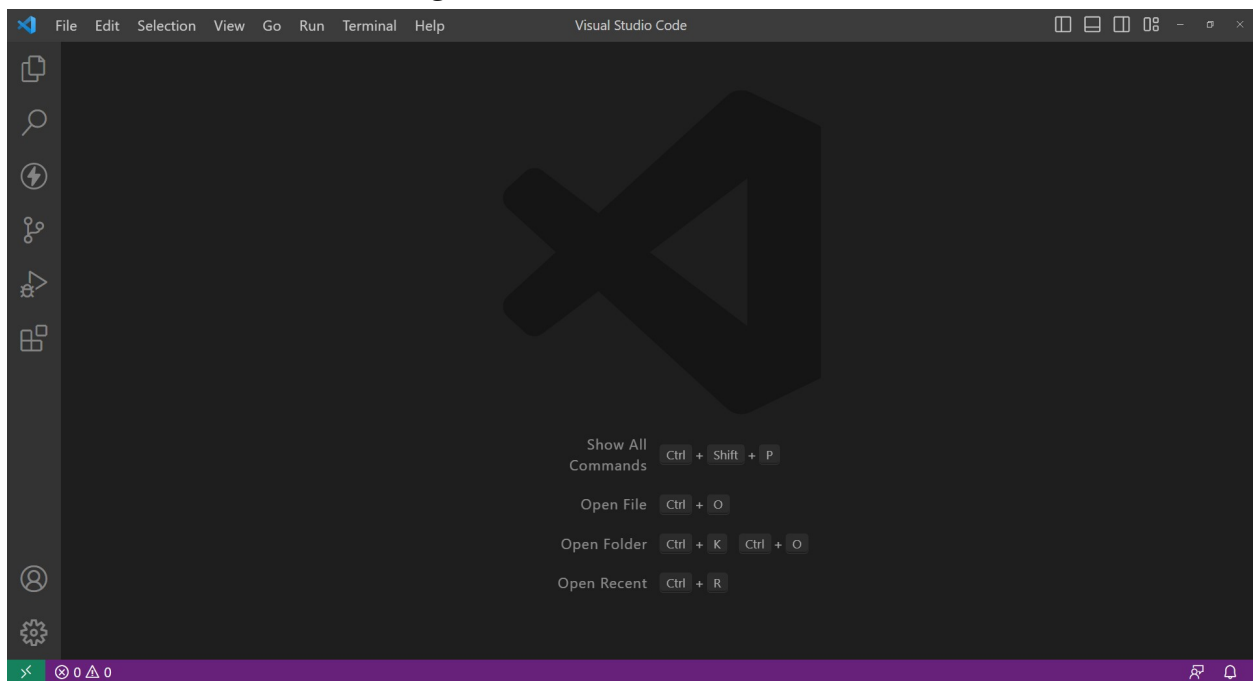 File Edit Selection View Go Run Terminal Help Visual Studio Code
Show All
Commands Ctrl + Shift + P
Open File Ctrl + O
Open Folder Ctrl + K Ctrl + O
Open Recent Ctrl + R
0 0